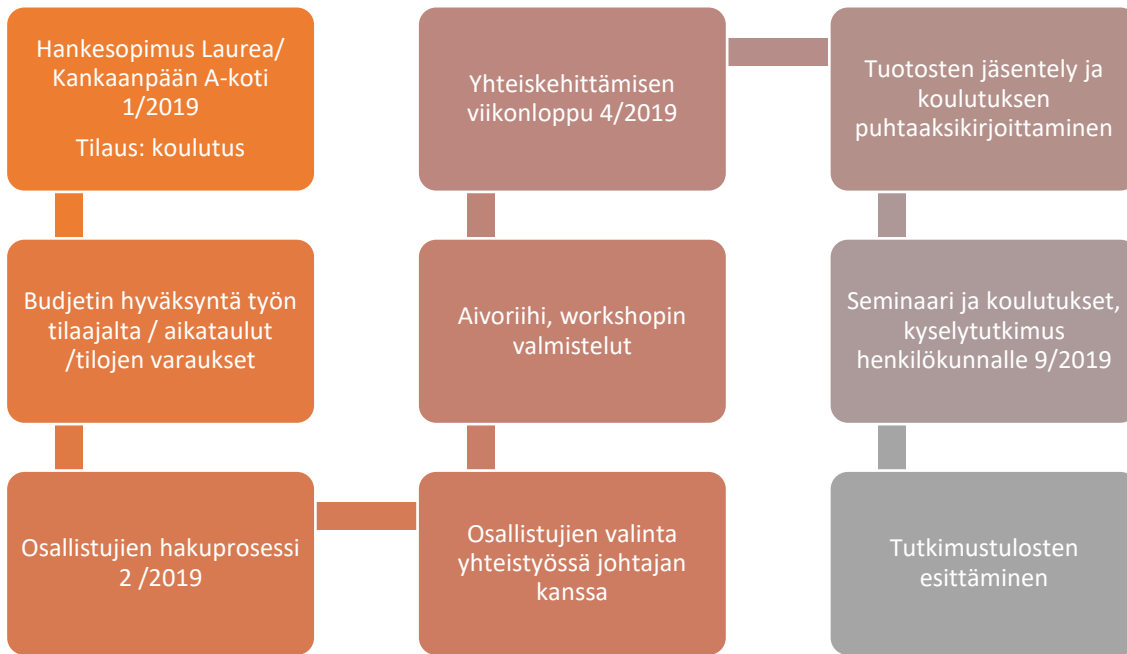 Hankesopimus Laurea/
Kankaanpään A-koti
1/2019
Tilaus: koulutus
Budjetin hyväksyntä työn
tilaajalta / aikataulut
/tilojen varaukset
Osallistujien hakuprosessi
2 /2019
Osallistujien valinta
yhteistyössä johtajan
kanssa
Aivoriihi, workshopin
valmistelut
Yhteiskehittämisen
viikonloppu 4/2019
Tuotosten jäsentely ja
koulutuksen
puhtaaksikirjoittaminen
Seminaari ja koulutukset,
kyselytutkimus
henkilökunnalle 9/2019
Tutkimustulosten
esittäminen